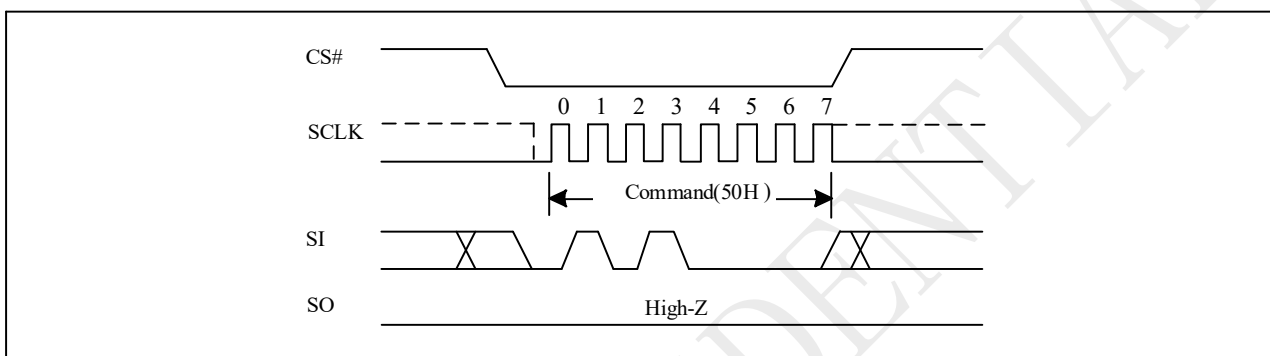 CS#
0 1 2 3 4 5 6 7
SCLK
Command(50H )
SI
SO High-Z